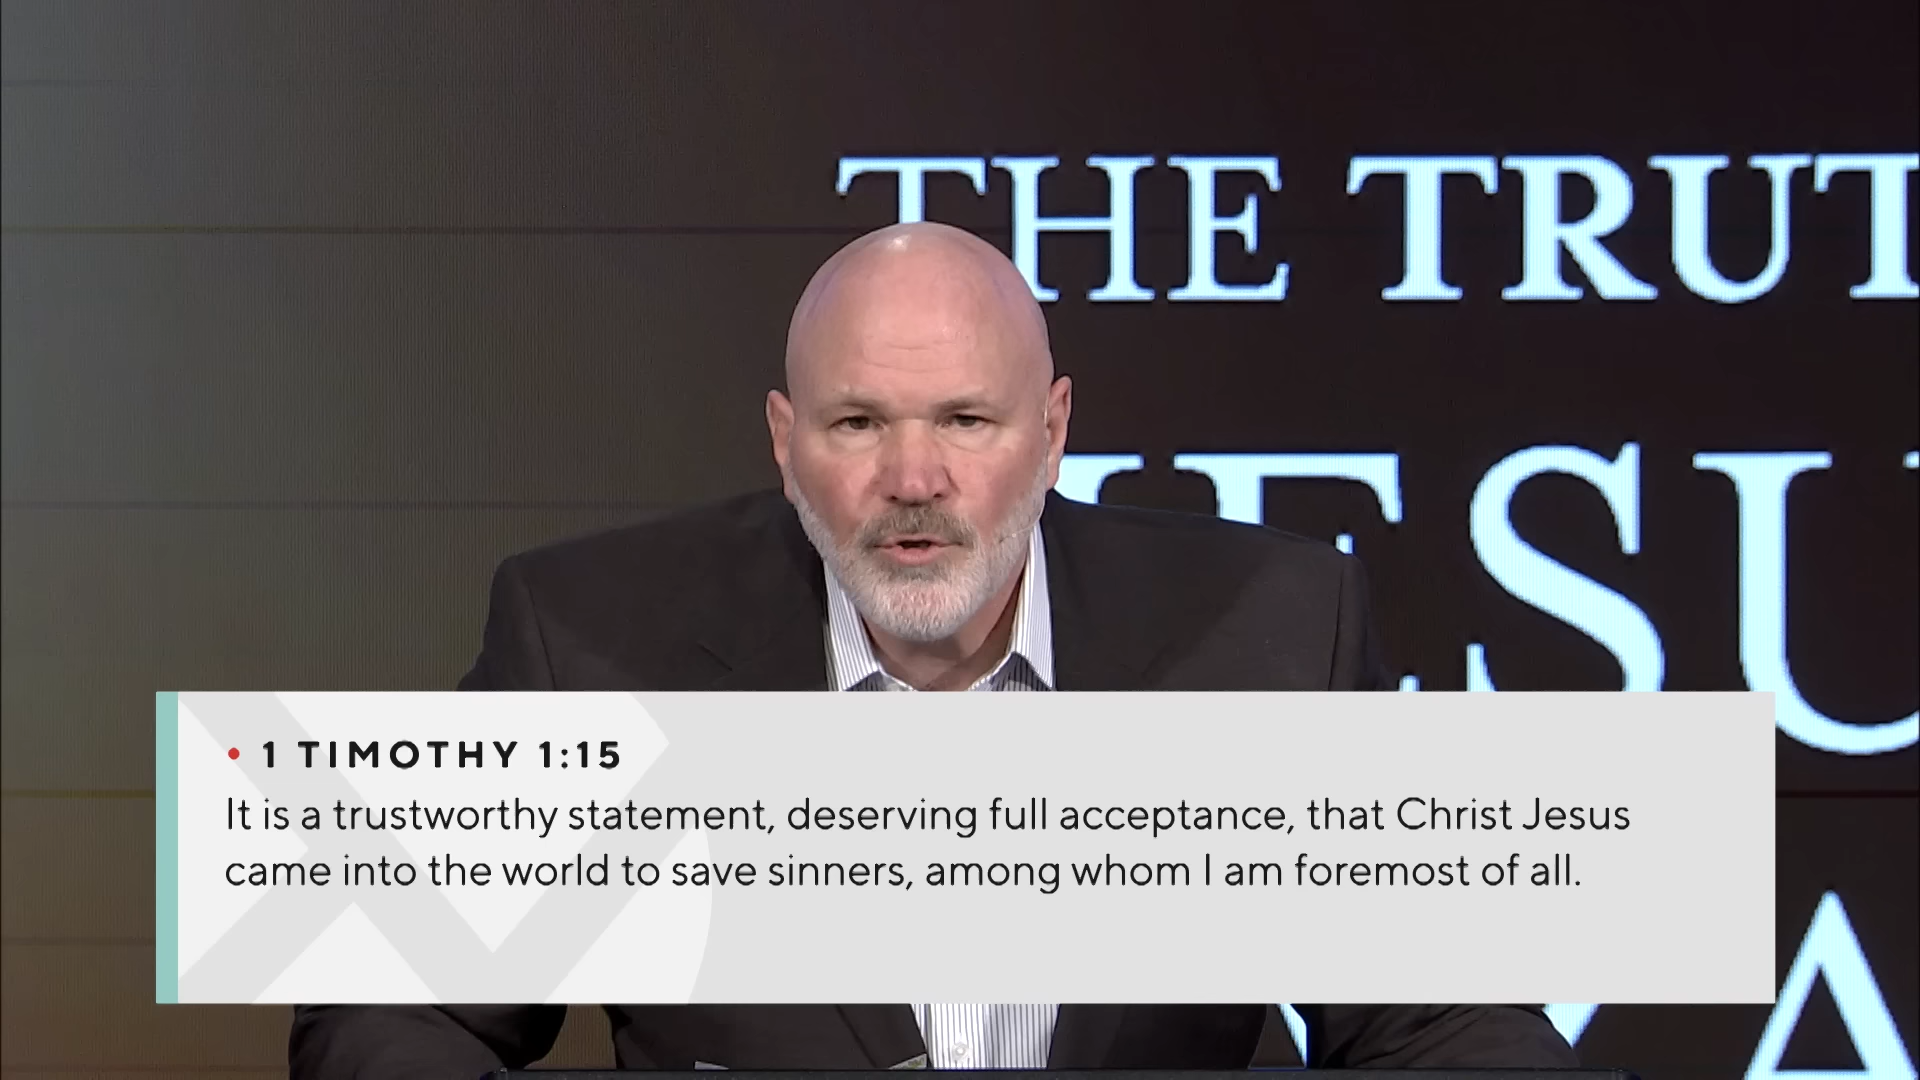 THE TRUT
JESU
• 1 TIMOTHY 1:15
It is a trustworthy statement, deserving full acceptance, that Christ Jesus
came into the world to save sinners, among whom I am foremost of all.